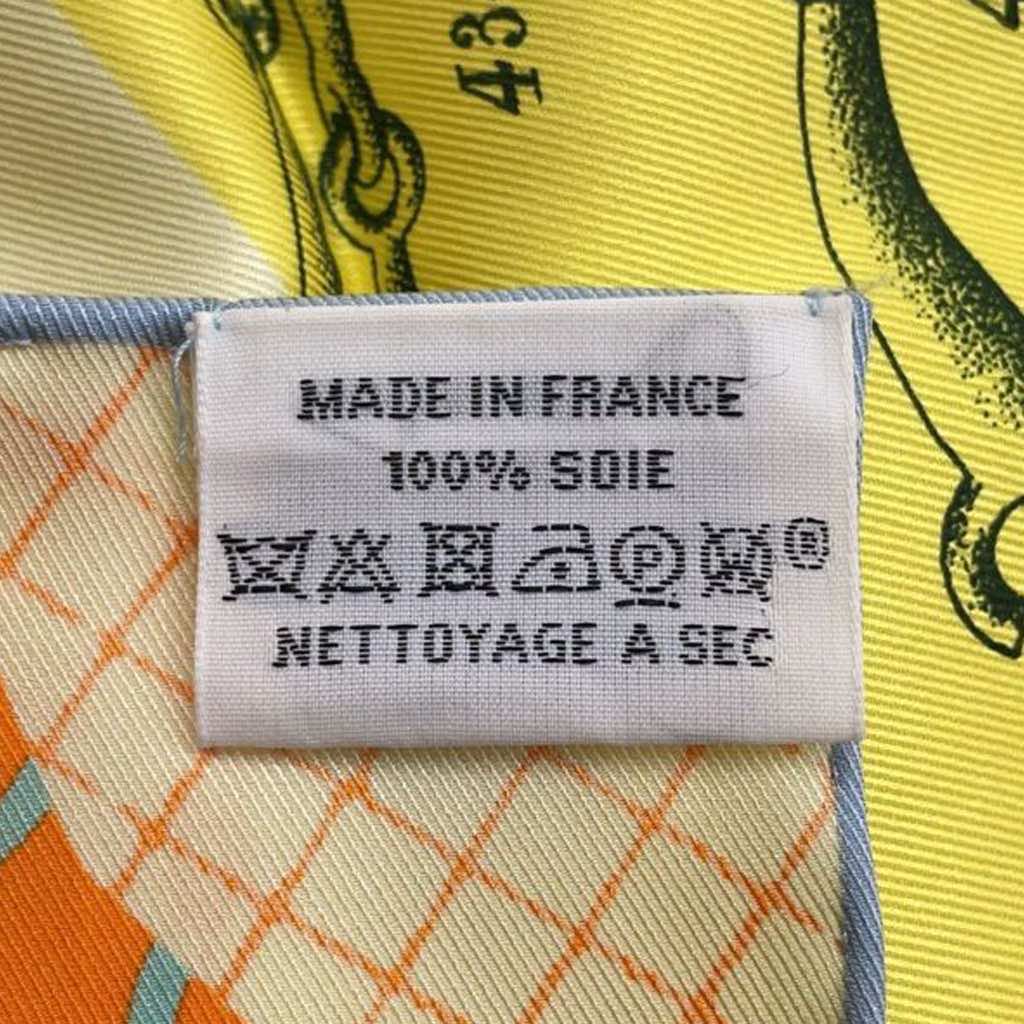 43
MADE IN FRANCE
100% SOIE
P W ®
NETTOYAGE A SEC